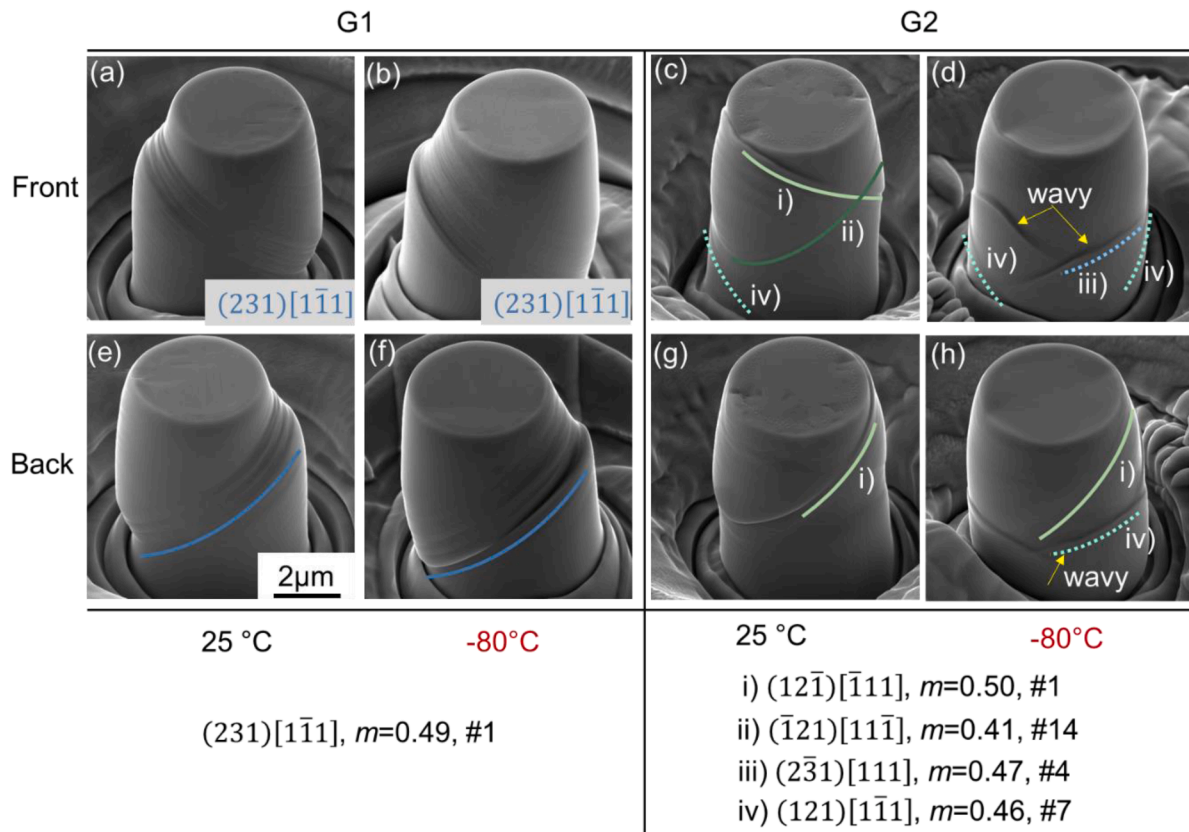 G1 G2
Front
(a) (b) (c) (d)
i)
ii)
iv)
wavy
iv)
iii)
iv)
(231)[11̅1] (231)[11̅1]
Back
(e) (f) (g) (h)
i)
i)
iv)
wavy
2μm
25 °C -80°C 25 °C -80°C
(231)[11̅1], m=0.49, #1
i) (121̅)[1̅11], m=0.50, #1
ii) (1̅21)[111̅], m=0.41, #14
iii) (23̅1)[111], m=0.47, #4
iv) (121)[11̅1], m=0.46, #7